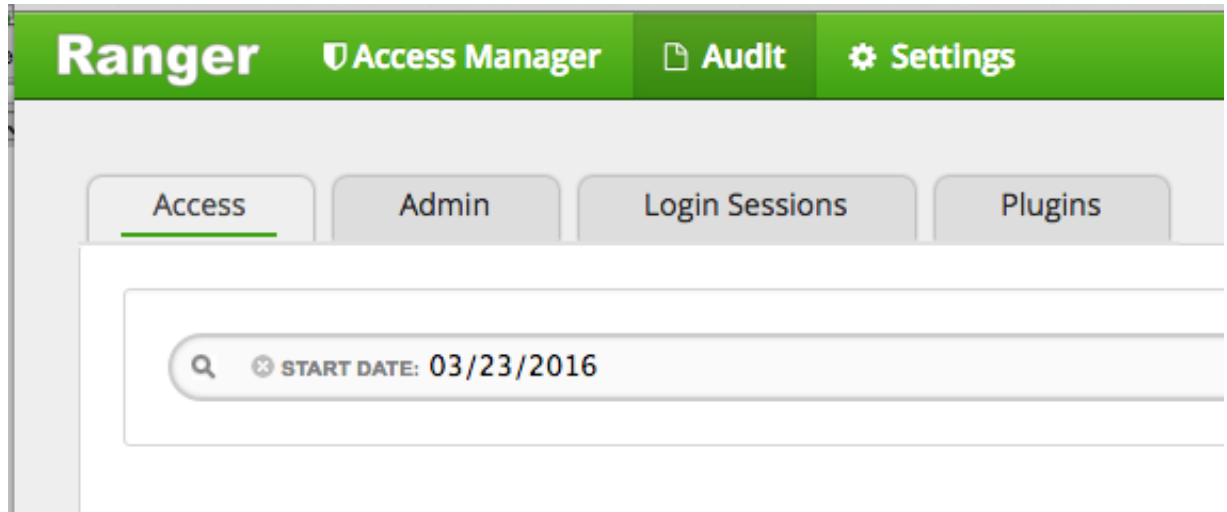 Ranger Access Manager Audit Settings
Access Admin Login Sessions Plugins
START DATE: 03/23/2016